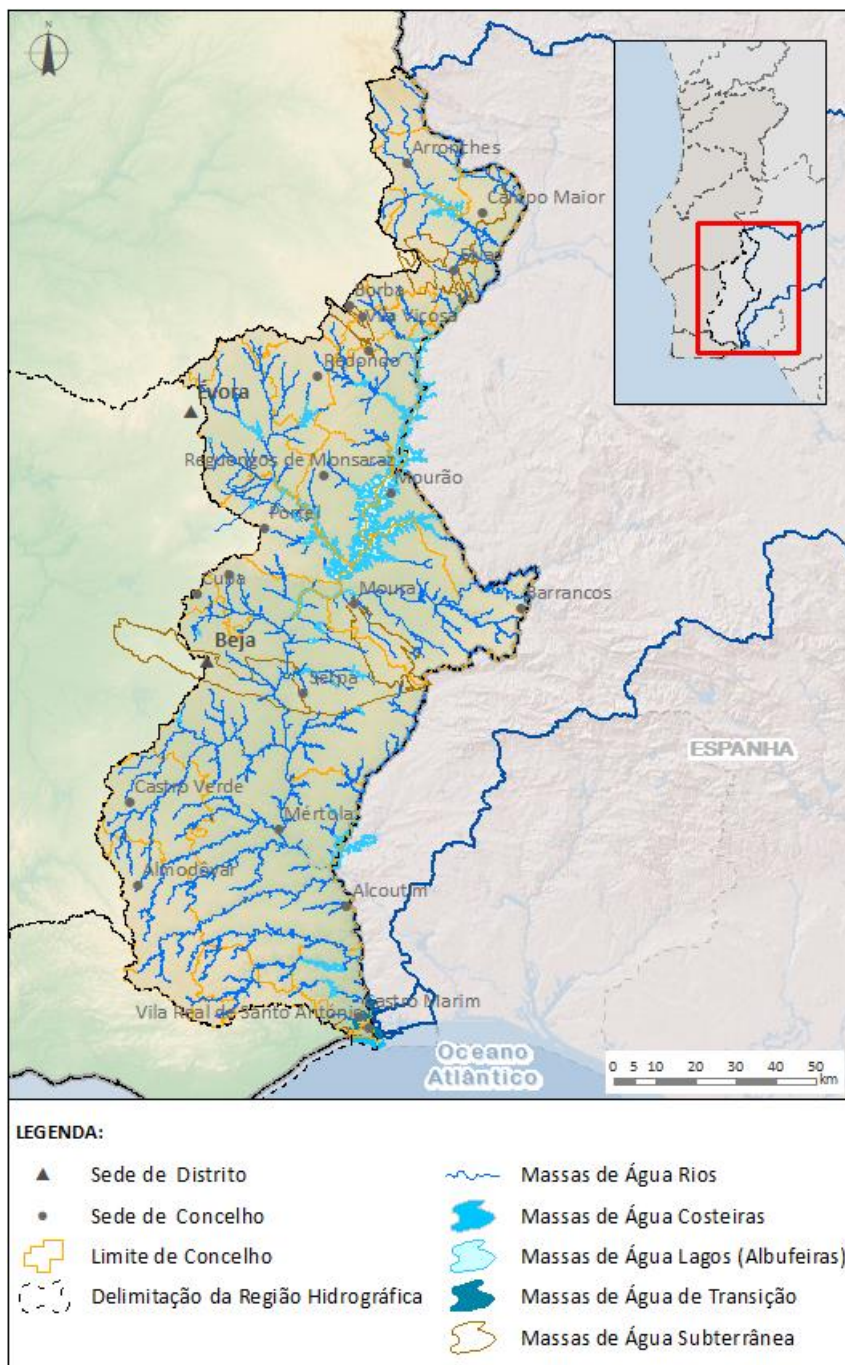 N
Arronches
Campo Maior
Elvas
Borba
Vila Viçosa
Redondo
Évora
Reguengos de Monsaraz
Mourão
Portel
Cuba
Moura
Barrancos
Beja
Serpa
ESPANHA
Castro Verde
Mértola
Almodôvar
Alcoutim
Castro Marim
Vila Real de Santo António
Oceano
Atlântico
0 5 10 20 30 40 50
km
LEGENDA:
Sede de Distrito
Sede de Concelho
Limite de Concelho
Delimitação da Região Hidrográfica
Massas de Água Rios
Massas de Água Costeiras
Massas de Água Lagos (Albufeiras)
Massas de Água de Transição
Massas de Água Subterrânea